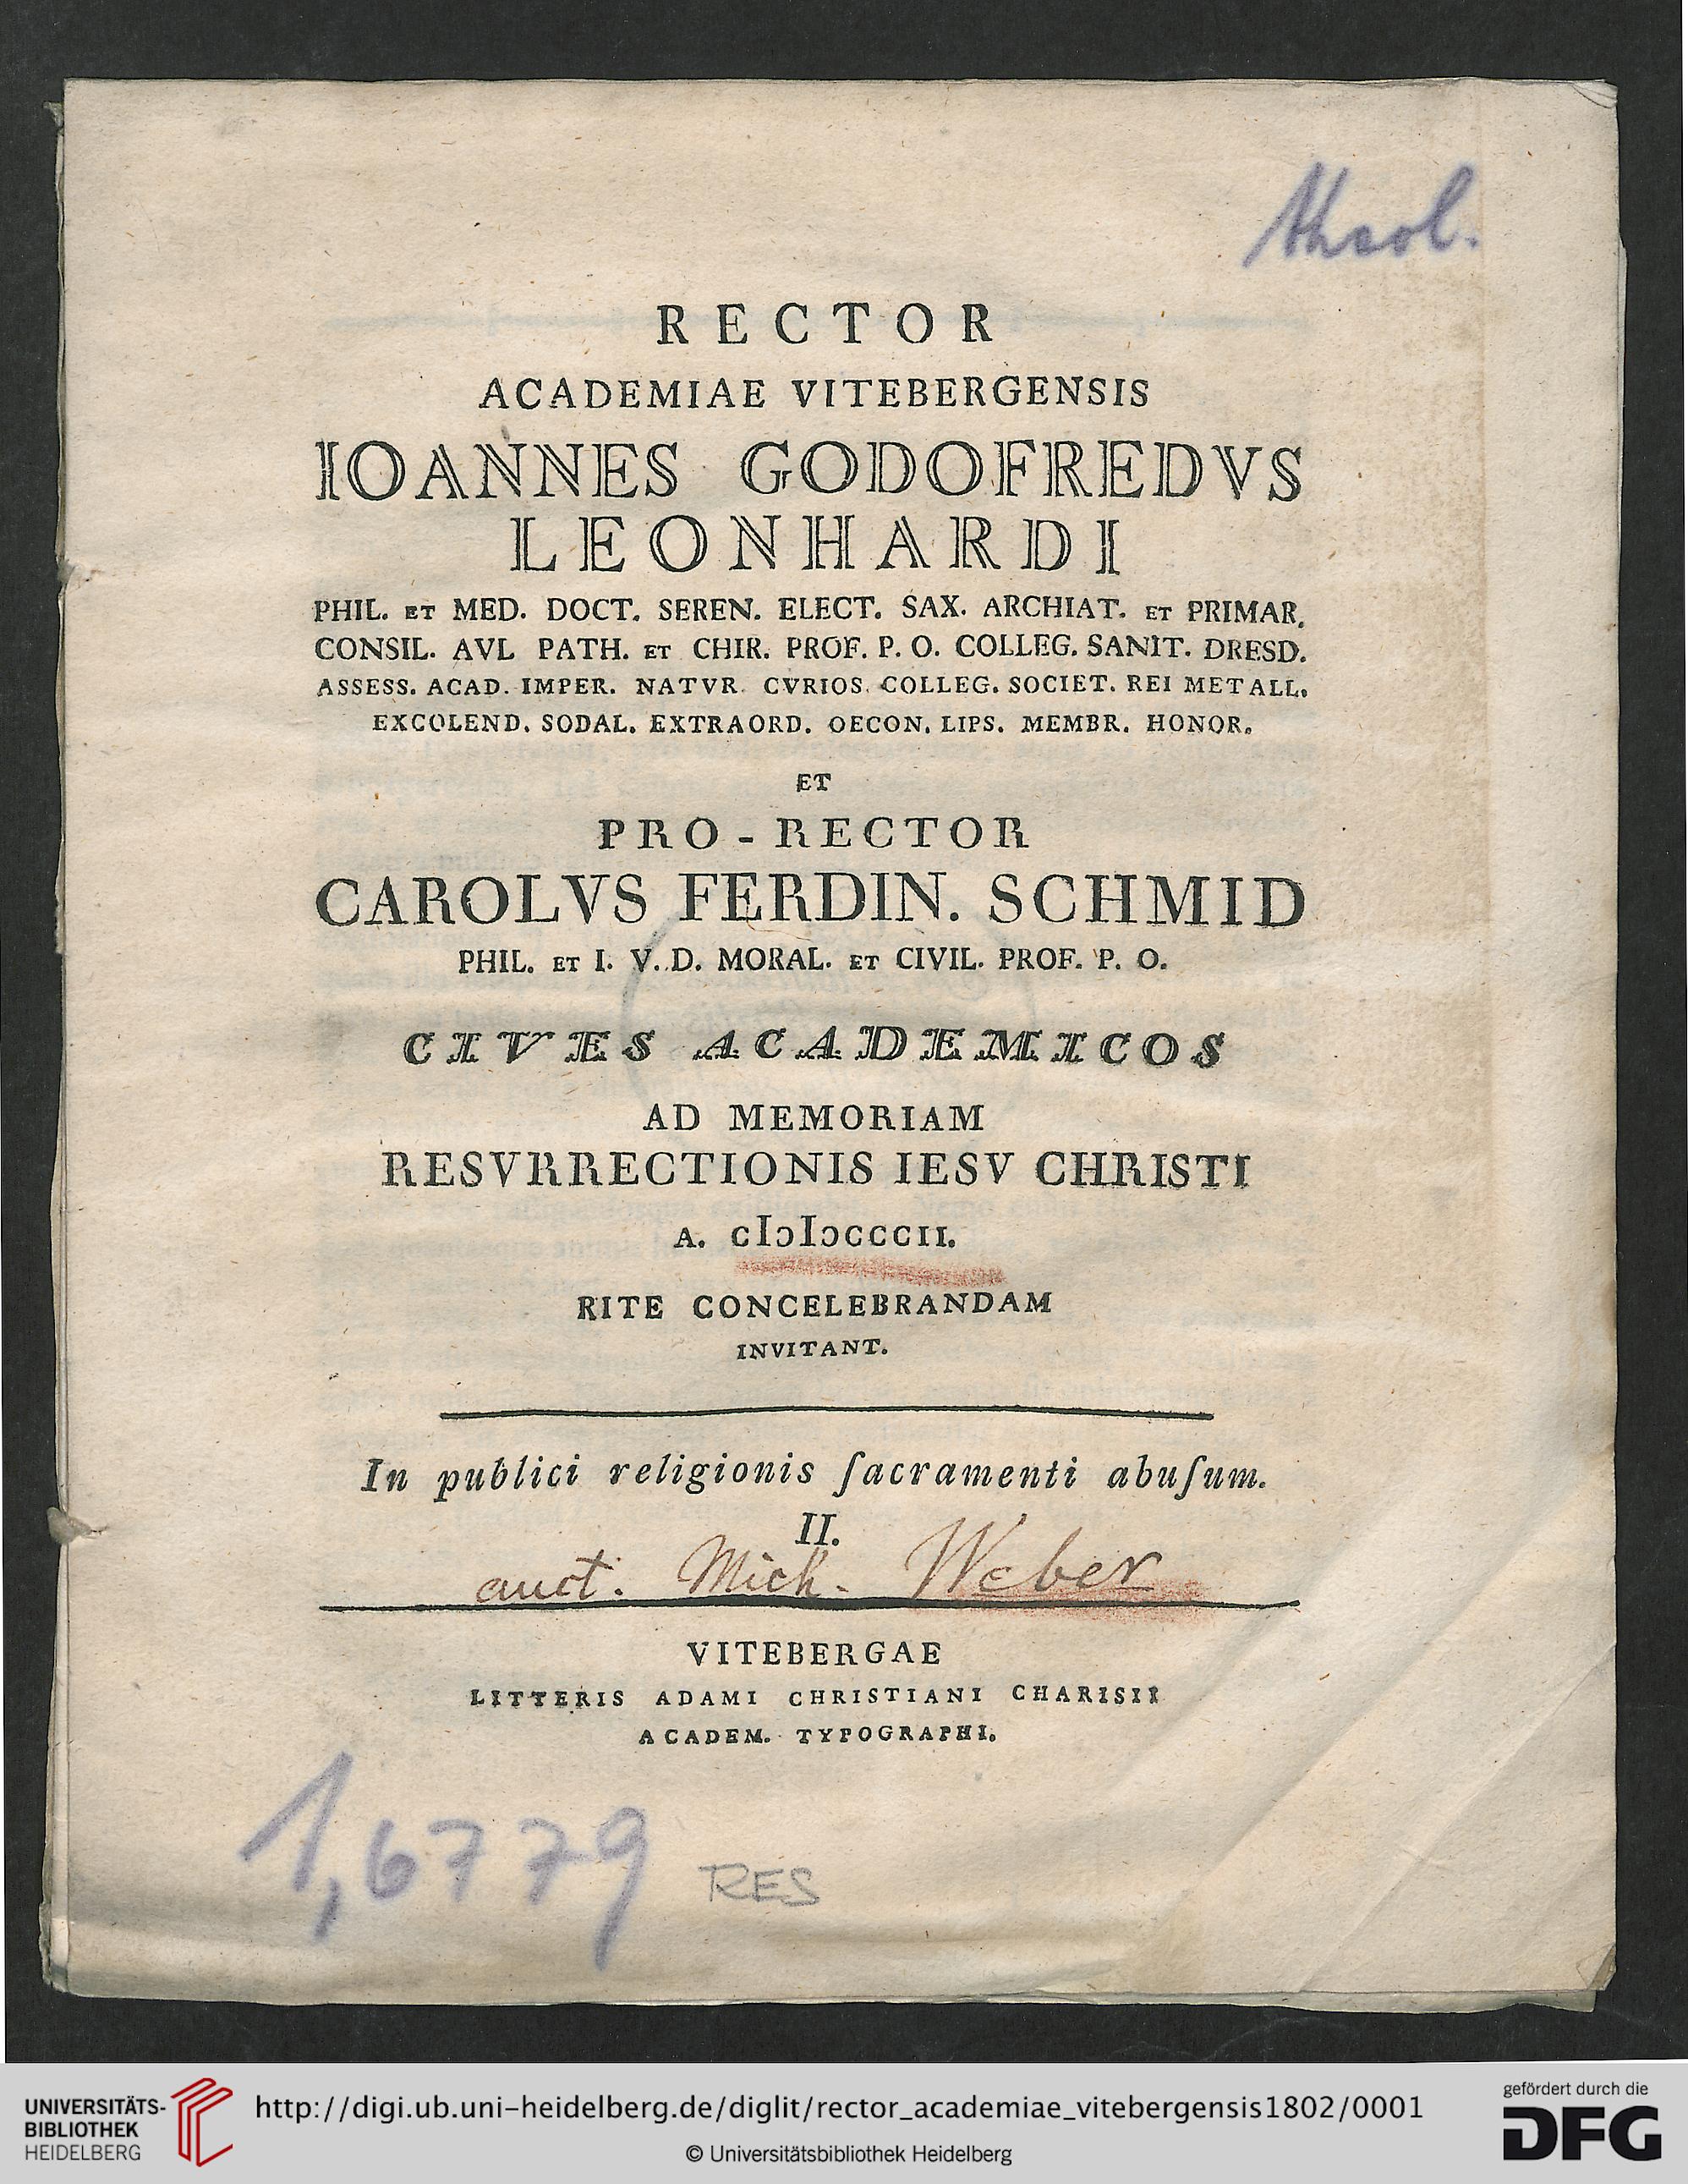 theol.
RECTOR
ACADEMIAE VITEBERGENSIS
IOANNES GODOFREDVS
LEONHARDI
PHIL. ET MED. DOCT. SEREN. ELECT. SAX. ARCHIAT. ET PRIMAR.
CONSIL. AVL PATH. ET CHIR. PROF. P. O. COLLEG. SANIT. DRESD.
ASSESS. ACAD. IMPER. NATVR. CVRIOS. COLLEG. SOCIET. REI METALL.
EXCOLEND. SODAL. EXTRAORD. OECON. LIPS. MEMBR. HONOR.
ET
PRO-RECTOR
CAROLVS FERDIN. SCHMID
PHIL. ET I. V. D. MORAL. ET CIVIL. PROF. P. O.
CIVES ACADEMICOS
AD MEMORIAM
RESVRRECTIONIS IESV CHRISTI
A. cIↄIↄcccII.
RITE CONCELEBRANDAM
INVITANT.
In publici religionis ſacramenti abuſum.
II.
auct. Mich. Weber
VITEBERGAE
LITTERIS ADAMI CHRISTIANI CHARISII
ACADEM. TYPOGRAPHI.
1,6779
RES
UNIVERSITÄTS-
BIBLIOTHEK
HEIDELBERG
http://digi.ub.uni-heidelberg.de/diglit/rector_academiae_vitebergensis1802/0001
© Universitätsbibliothek Heidelberg
gefördert durch die
DFG